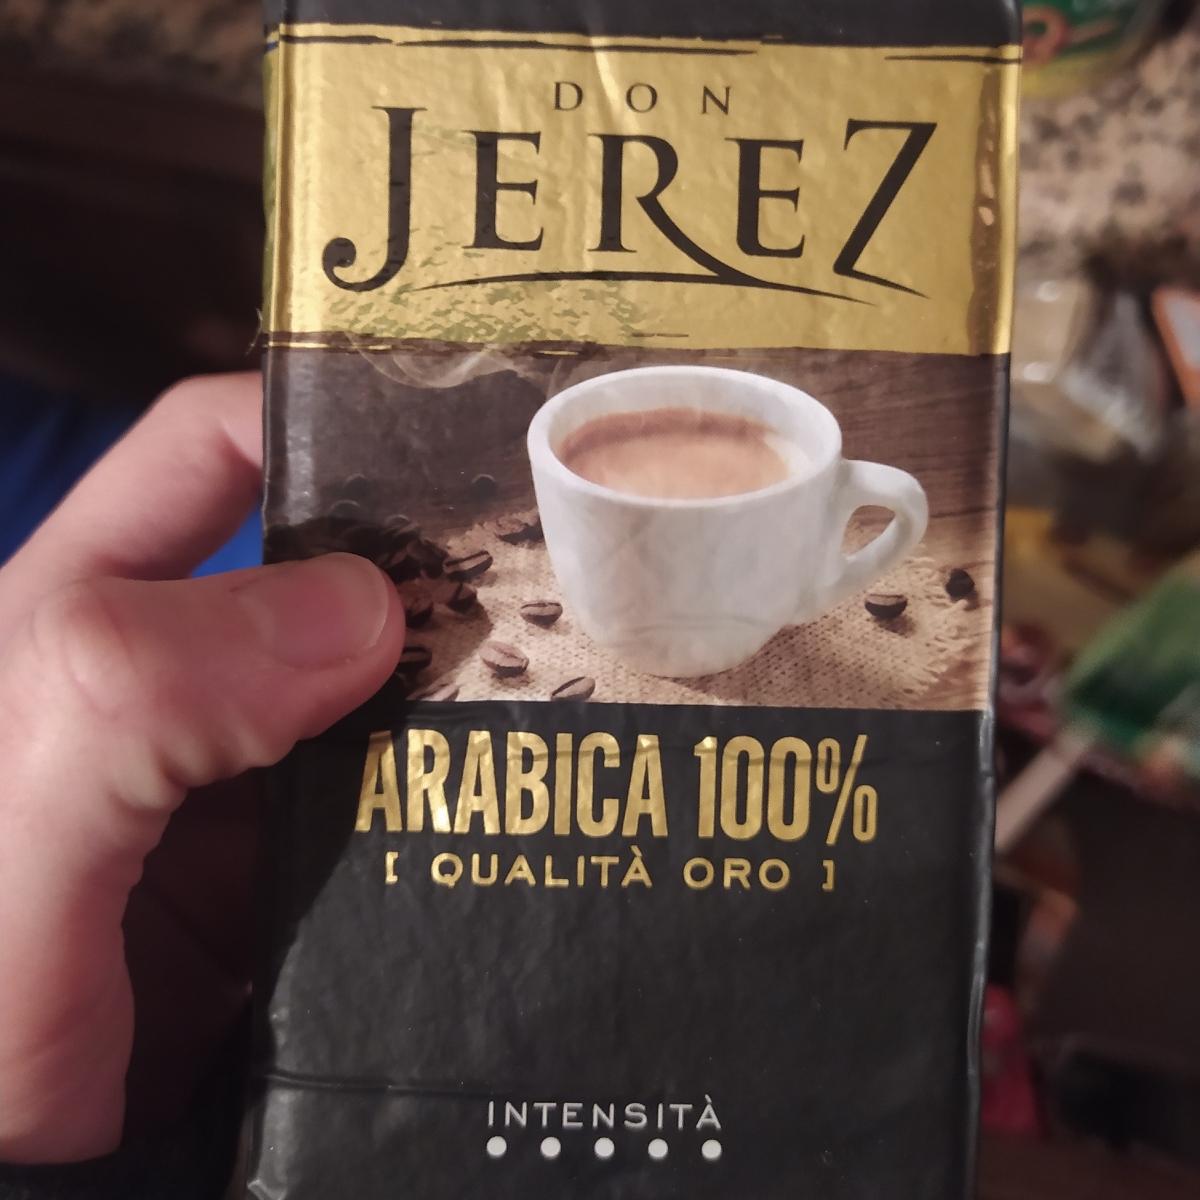 DON
JEREZ
ARABICA 100%
[ QUALITÀ ORO ]
INTENSITÀ